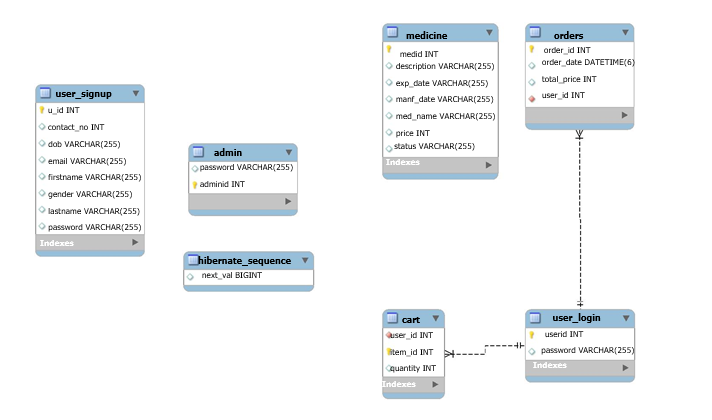 user_signup
u_id INT
contact_no INT
dob VARCHAR(255)
email VARCHAR(255)
firstname VARCHAR(255)
gender VARCHAR(255)
lastname VARCHAR(255)
password VARCHAR(255)
Indexes
admin
password VARCHAR(255)
adminid INT
hibernate_sequence
next_val BIGINT
medicine
medid INT
description VARCHAR(255)
exp_date VARCHAR(255)
manf_date VARCHAR(255)
med_name VARCHAR(255)
price INT
status VARCHAR(255)
Indexes
orders
order_id INT
order_date DATETIME(6)
total_price INT
user_id INT
cart
user_id INT
item_id INT
quantity INT
Indexes
user_login
userid INT
password VARCHAR(255)
Indexes